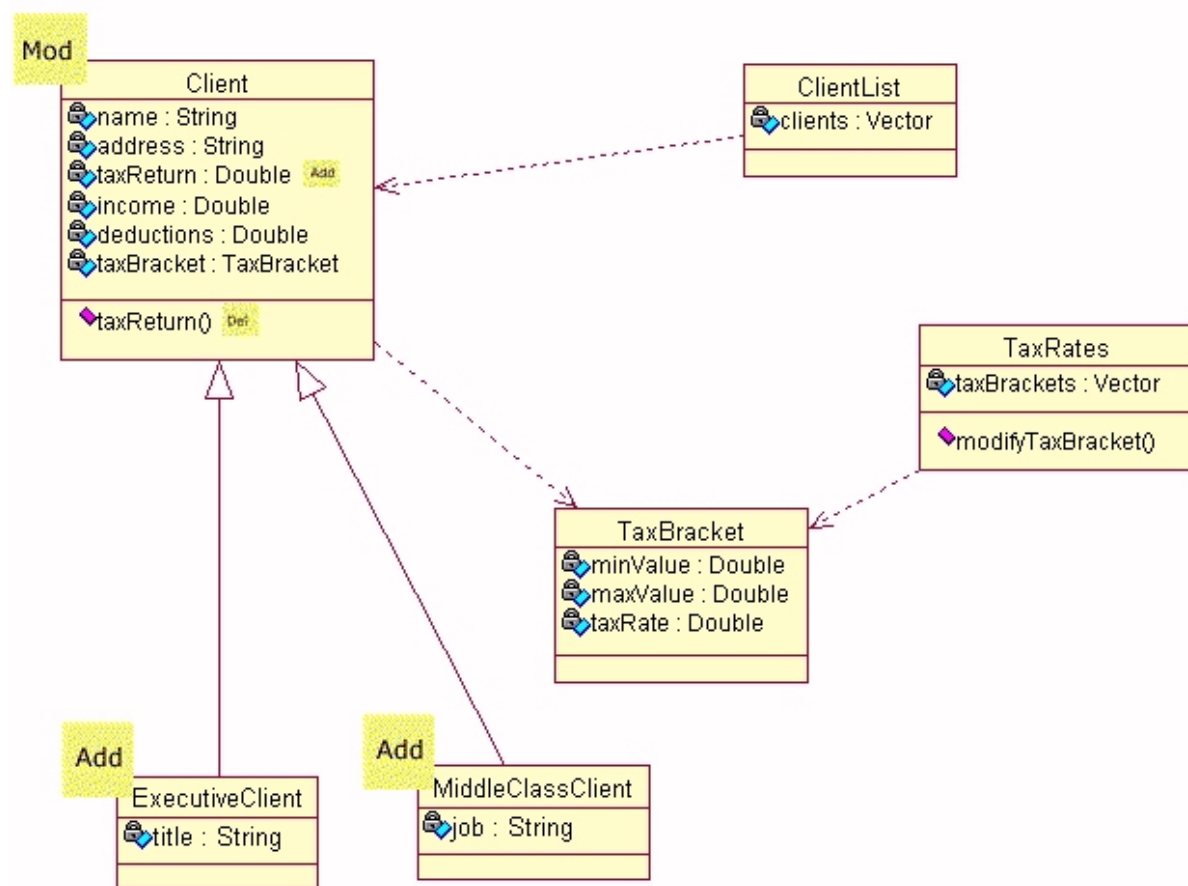 Mod
Client
name : String
address : String
taxReturn : Double Add
income : Double
deductions : Double
taxBracket : TaxBracket
taxReturn() Del
ClientList
clients : Vector
TaxRates
taxBrackets : Vector
modifyTaxBracket()
TaxBracket
minValue : Double
maxValue : Double
taxRate : Double
Add
ExecutiveClient
title : String
Add
MiddleClassClient
job : String